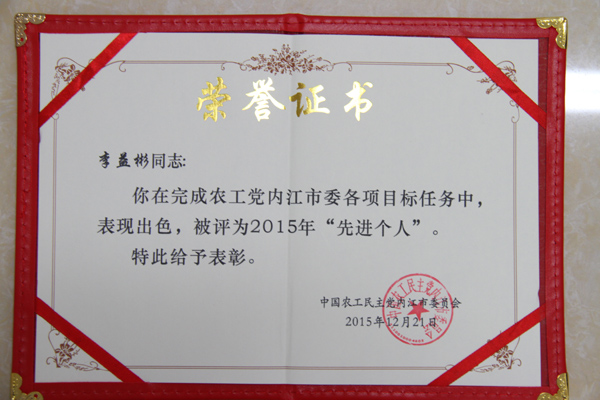 荣誉证书
李益彬同志:
你在完成农工党内江市委各项目标任务中，
表现出色，被评为2015年“先进个人”。
特此给予表彰。
中国农工民主党内江市委员会
2015年12月21日